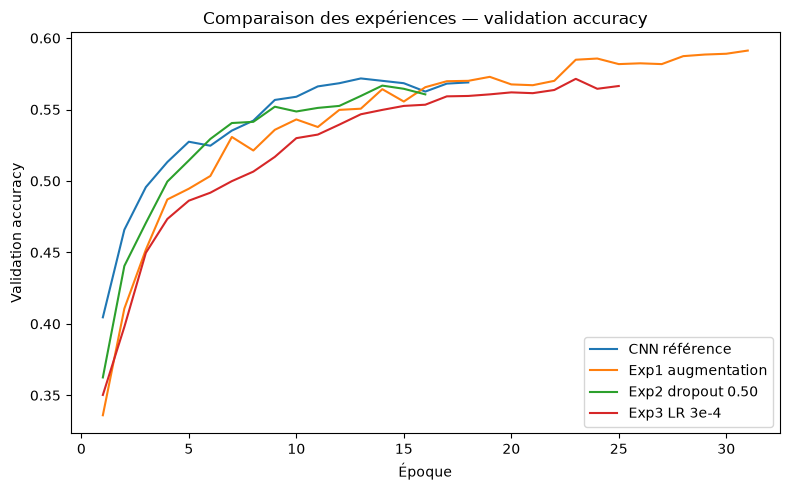 Comparaison des expériences — validation accuracy
Validation accuracy
0.60
0.55
0.50
0.45
0.40
0.35
0
5
10
15
20
25
30
Époque
CNN référence
Exp1 augmentation
Exp2 dropout 0.50
Exp3 LR 3e-4